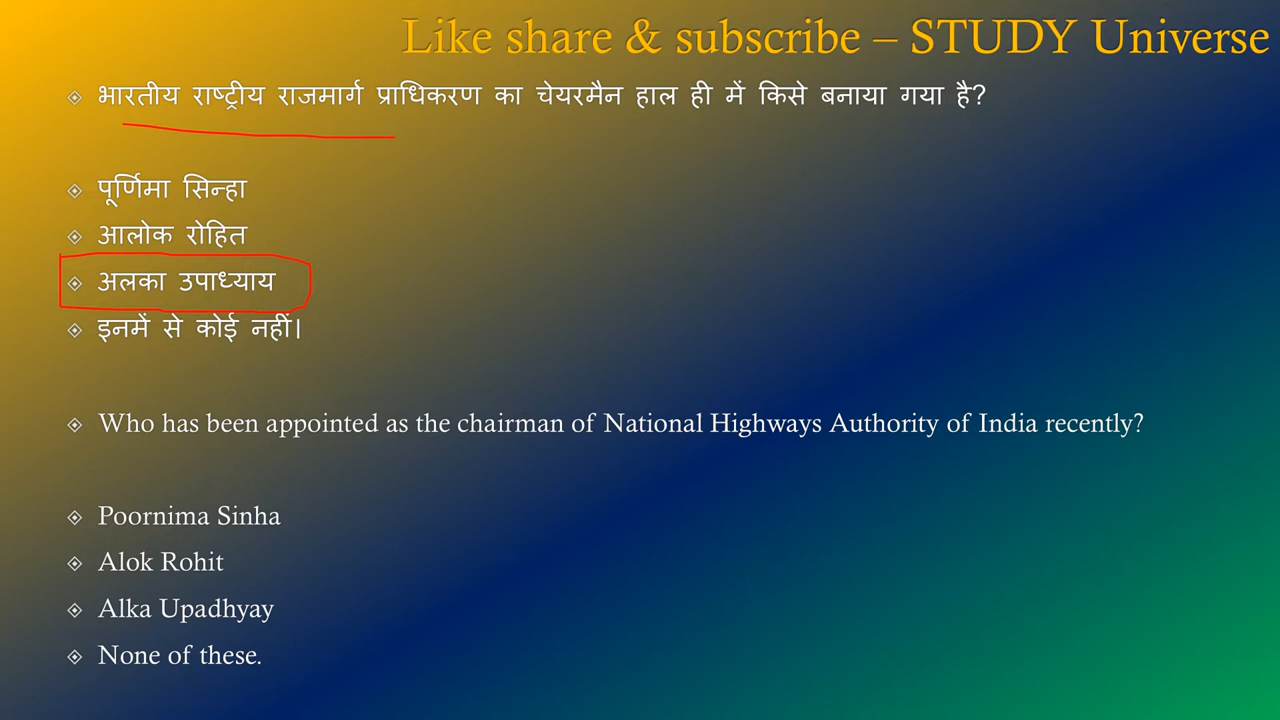 Like share & subscribe – STUDY Universe
भारतीय राष्ट्रीय राजमार्ग प्राधिकरण का चेयरमैन हाल ही में किसे बनाया गया है?
पूर्णिमा सिन्हा
आलोक रोहित
अलका उपाध्याय
इनमें से कोई नहीं।
Who has been appointed as the chairman of National Highways Authority of India recently?
Poornima Sinha
Alok Rohit
Alka Upadhyay
None of these.